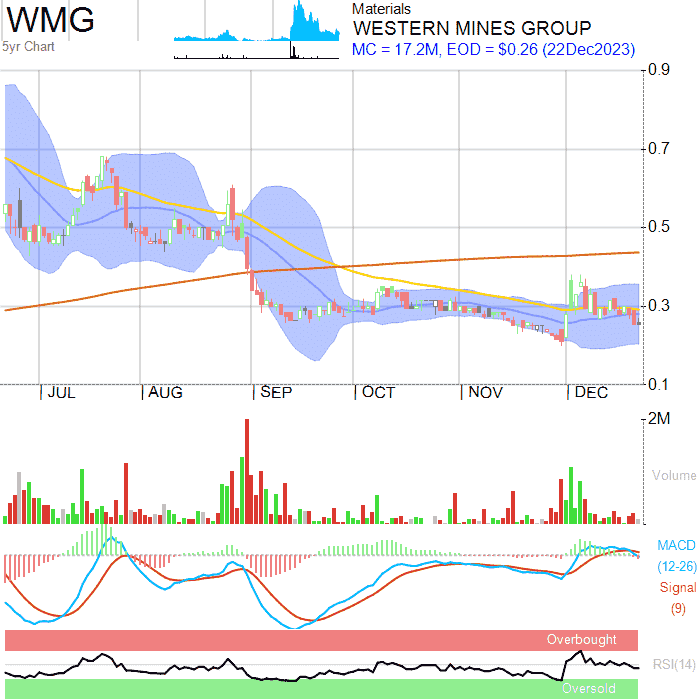 WMG
5yr Chart
Materials
WESTERN MINES GROUP
MC = 17.2M, EOD = $0.26 (22Dec2023)
0.9
0.7
0.5
0.3
0.1
JUL AUG SEP OCT NOV DEC
2M
Volume
MACD
(12-26)
Signal
(9)
Overbought
RSI(14)
Oversold